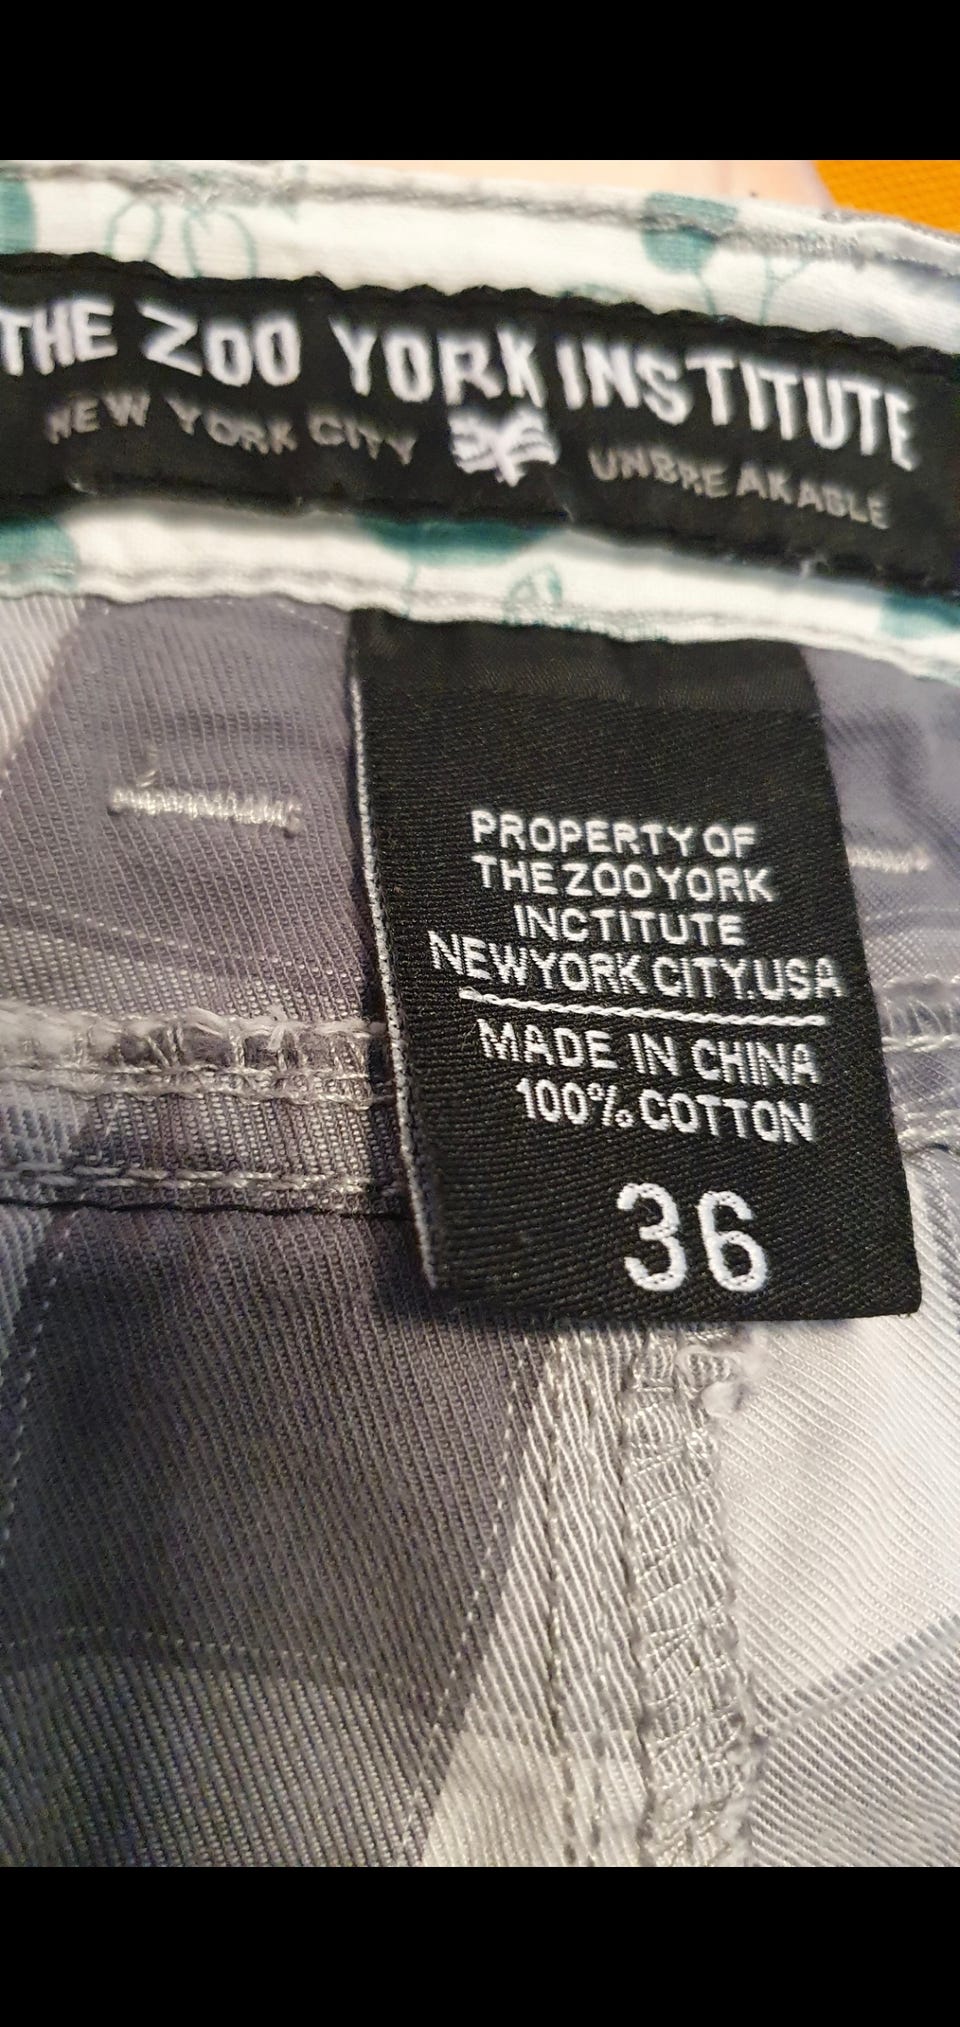 THE ZOO YORK INSTITUTE
NEW YORK CITY UNBREAKABLE
PROPERTY OF
THE ZOO YORK
INCTITUTE
NEWYORK CITY.USA
MADE IN CHINA
100% COTTON
36